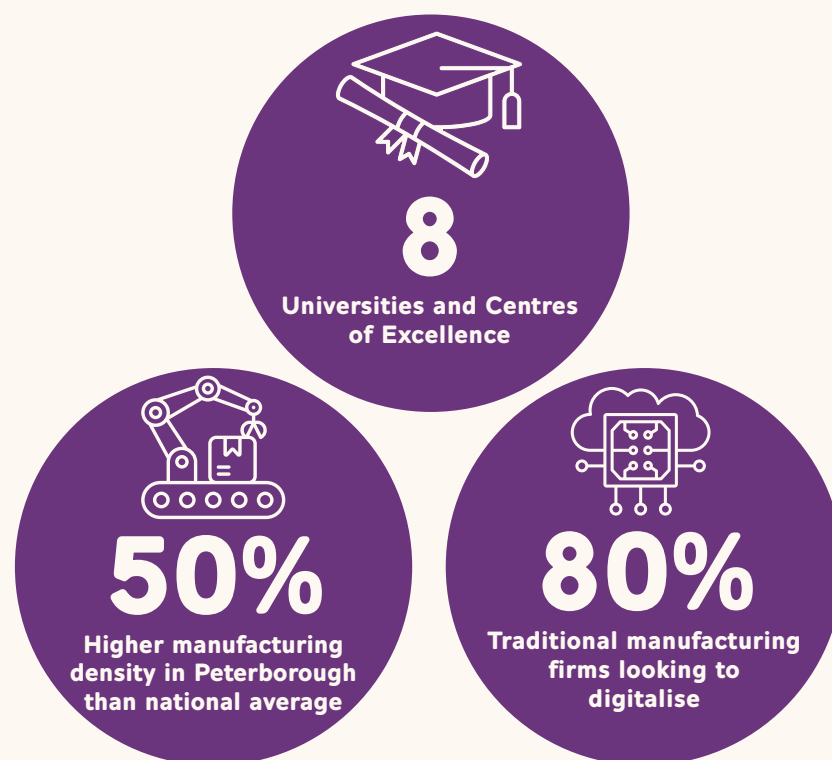 8
Universities and Centres
of Excellence
50%
Higher manufacturing
density in Peterborough
than national average
80%
Traditional manufacturing
firms looking to
digitalise